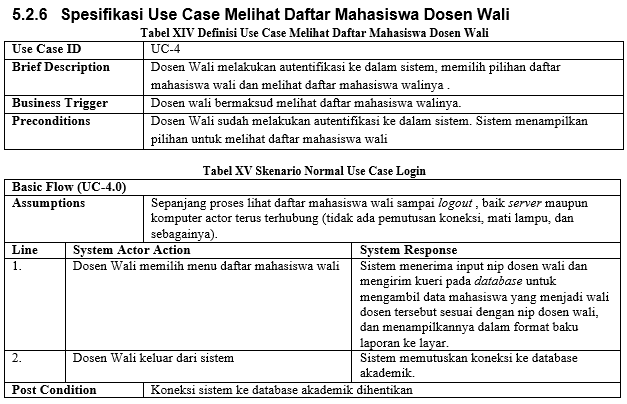 5.2.6 Spesifikasi Use Case Melihat Daftar Mahasiswa Dosen Wali
Tabel XIV Definisi Use Case Melihat Daftar Mahasiswa Dosen Wali
Use Case ID UC-4
Brief Description Dosen Wali melakukan autentifikasi ke dalam sistem, memilih pilihan daftar
mahasiswa wali dan melihat daftar mahasiswa walinya .
Business Trigger Dosen wali bermaksud melihat daftar mahasiswa walinya.
Preconditions Dosen Wali sudah melakukan autentifikasi ke dalam sistem. Sistem menampilkan
pilihan untuk melihat daftar mahasiswa wali
Tabel XV Skenario Normal Use Case Login
Basic Flow (UC-4.0)
Assumptions Sepanjang proses lihat daftar mahasiswa wali sampai logout , baik server maupun
komputer actor terus terhubung (tidak ada pemutusan koneksi, mati lampu, dan
sebagainya).
Line System Actor Action System Response
1. Dosen Wali memilih menu daftar mahasiswa wali Sistem menerima input nip dosen wali dan
mengirim kueri pada database untuk
mengambil data mahasiswa yang menjadi wali
dosen tersebut sesuai dengan nip dosen wali,
dan menampilkannya dalam format baku
laporan ke layar.
2. Dosen Wali keluar dari sistem Sistem memutuskan koneksi ke database
akademik.
Post Condition Koneksi sistem ke database akademik dihentikan